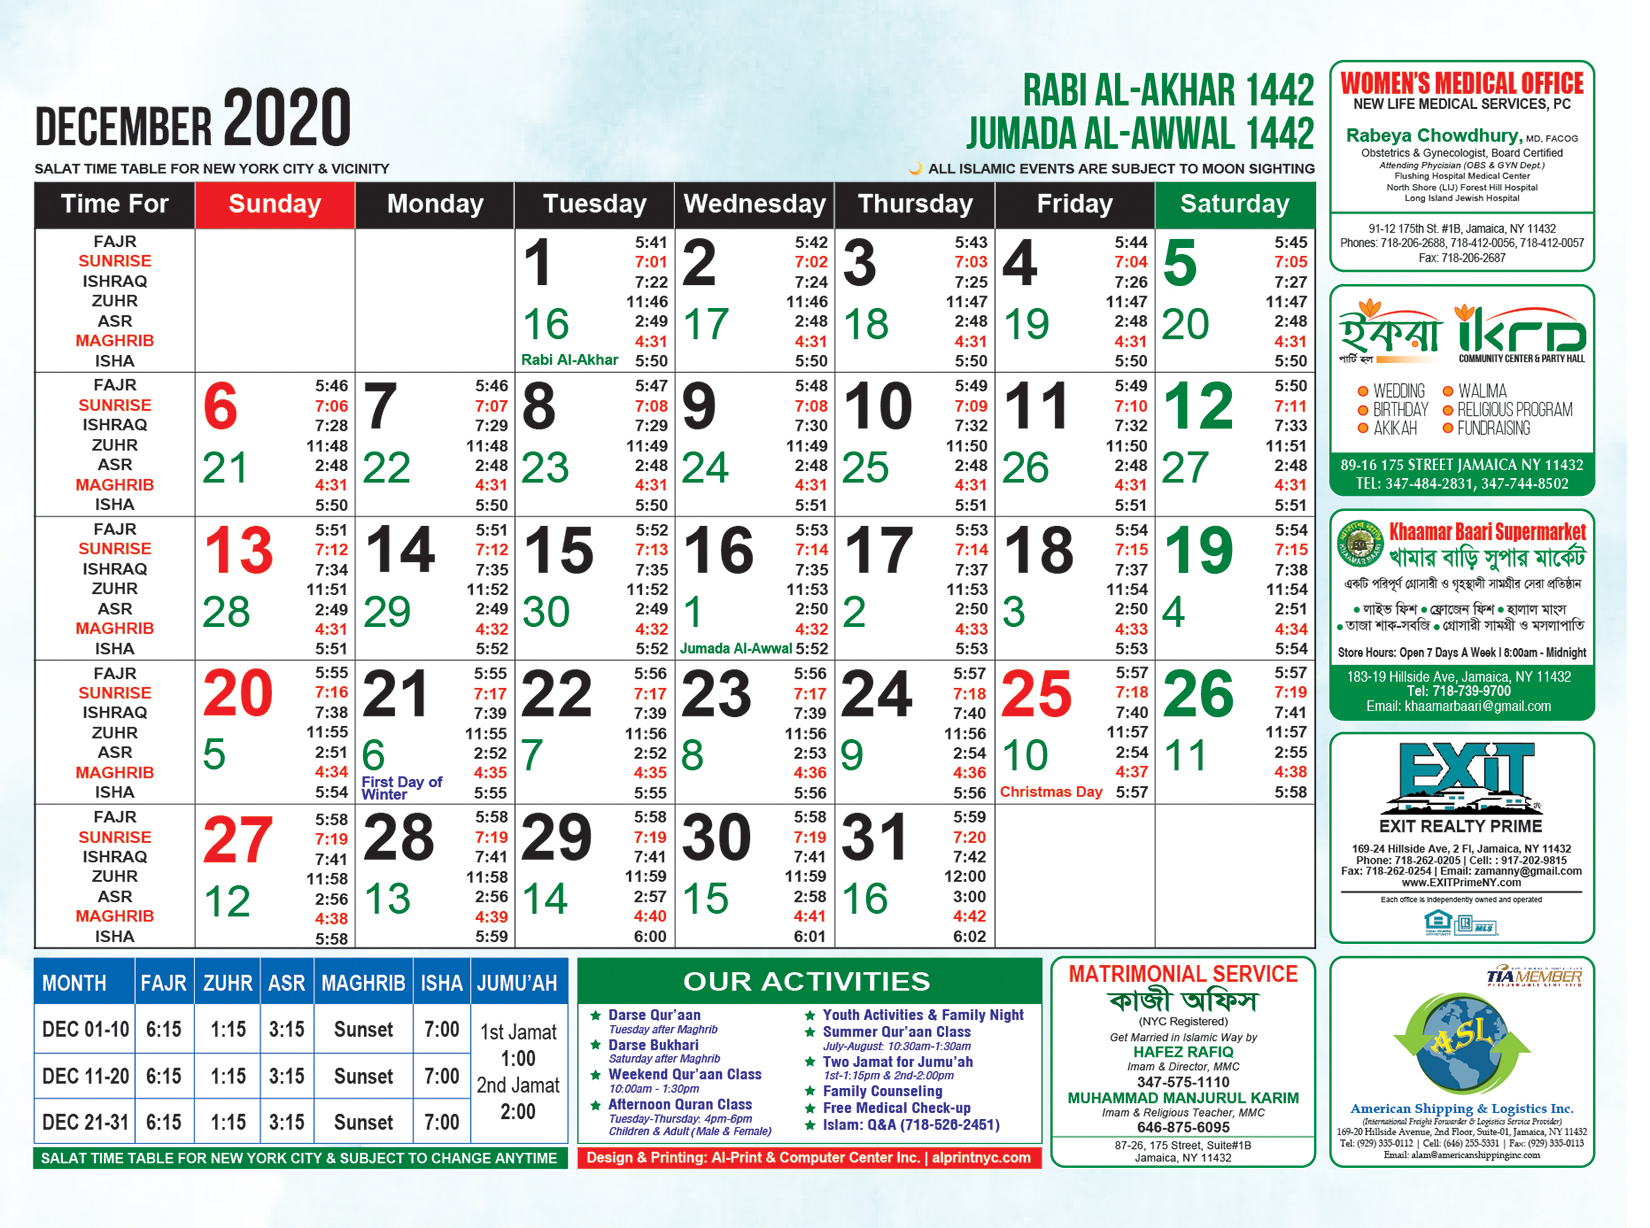 DECEMBER 2020
SALAT TIME TABLE FOR NEW YORK CITY & VICINITY
RABI AL-AKHAR 1442
JUMADA AL-AWWAL 1442
ALL ISLAMIC EVENTS ARE SUBJECT TO MOON SIGHTING
Time For Sunday Monday Tuesday Wednesday Thursday Friday Saturday
1 2 3 4 5
FAJR 5:41 5:42 5:43 5:44 5:45
SUNRISE 7:01 7:02 7:03 7:04 7:05
ISHRAQ 7:22 7:24 7:25 7:26 7:27
ZUHR 11:46 11:46 11:47 11:47 11:47
16 17 18 19 20
ASR 2:49 2:48 2:48 2:48 2:48
MAGHRIB 4:31 4:31 4:31 4:31 4:31
ISHA Rabi Al-Akhar 5:50 5:50 5:50 5:50 5:50
6 7 8 9 10 11 12
FAJR 5:46 5:46 5:47 5:48 5:49 5:49 5:50
SUNRISE 7:06 7:07 7:08 7:08 7:09 7:10 7:11
ISHRAQ 7:28 7:29 7:29 7:30 7:32 7:32 7:33
ZUHR 11:48 11:48 11:49 11:49 11:50 11:50 11:51
21 22 23 24 25 26 27
ASR 2:48 2:48 2:48 2:48 2:48 2:48 2:48
MAGHRIB 4:31 4:31 4:31 4:31 4:31 4:31 4:31
ISHA 5:50 5:50 5:50 5:51 5:51 5:51 5:51
13 14 15 16 17 18 19
FAJR 5:51 5:51 5:52 5:53 5:53 5:54 5:54
SUNRISE 7:12 7:12 7:13 7:14 7:14 7:15 7:15
ISHRAQ 7:34 7:35 7:35 7:35 7:37 7:37 7:38
ZUHR 11:51 11:52 11:52 11:53 11:53 11:54 11:54
28 29 30 1 2 3 4
ASR 2:49 2:49 2:49 2:50 2:50 2:50 2:51
MAGHRIB 4:31 4:32 4:32 4:32 4:33 4:33 4:34
ISHA 5:51 5:52 5:52 Jumada Al-Awwal 5:52 5:53 5:53 5:54
20 21 22 23 24 25 26
FAJR 5:55 5:55 5:56 5:56 5:57 5:57 5:57
SUNRISE 7:16 7:17 7:17 7:17 7:18 7:18 7:19
ISHRAQ 7:38 7:39 7:39 7:39 7:40 7:40 7:41
ZUHR 11:55 11:55 11:56 11:56 11:56 11:57 11:57
5 6 7 8 9 10 11
ASR 2:51 2:52 2:52 2:53 2:54 2:54 2:55
MAGHRIB 4:34 4:35 4:35 4:36 4:36 4:37 4:38
First Day of
Winter
ISHA 5:54 5:55 5:55 5:56 5:56 Christmas Day 5:57 5:58
27 28 29 30 31
FAJR 5:58 5:58 5:58 5:58 5:59
SUNRISE 7:19 7:19 7:19 7:19 7:20
ISHRAQ 7:41 7:41 7:41 7:41 7:42
ZUHR 11:58 11:58 11:59 11:59 12:00
12 13 14 15 16
ASR 2:56 2:56 2:57 2:58 3:00
MAGHRIB 4:38 4:39 4:40 4:41 4:42
ISHA 5:58 5:59 6:00 6:01 6:02
MONTH FAJR ZUHR ASR MAGHRIB ISHA JUMU'AH
DEC 01-10 6:15 1:15 3:15 Sunset 7:00
DEC 11-20 6:15 1:15 3:15 Sunset 7:00
DEC 21-31 6:15 1:15 3:15 Sunset 7:00
1st Jamat
1:00
2nd Jamat
2:00
SALAT TIME TABLE FOR NEW YORK CITY & SUBJECT TO CHANGE ANYTIME
OUR ACTIVITIES
Darse Qur'aan
Tuesday after Maghrib
Darse Bukhari
Saturday after Maghrib
Weekend Qur'aan Class
10:00am - 1:30pm
Afternoon Quran Class
Tuesday-Thursday: 4pm-6pm
Children & Adult (Male & Female)
Youth Activities & Family Night
Summer Qur'aan Class
July-August: 10:30am-1:30am
Two Jamat for Jumu'ah
1st-1:15pm & 2nd-2:00pm
Family Counseling
Free Medical Check-up
Islam: Q&A (718-526-2451)
Design & Printing: Al-Print & Computer Center Inc. | alprintnyc.com
MATRIMONIAL SERVICE
কাজী অফিস
(NYC Registered)
Get Married in Islamic Way by
HAFEZ RAFIQ
Imam & Director, MMC
347-575-1110
MUHAMMAD MANJURUL KARIM
Imam & Religious Teacher, MMC
646-875-6095
87-26, 175 Street, Suite#1B
Jamaica, NY 11432
WOMEN'S MEDICAL OFFICE
NEW LIFE MEDICAL SERVICES, PC
Rabeya Chowdhury, MD, FACOG
Obstetrics & Gynecologist, Board Certified
Attending Phycisian (OBS & GYN Dept.)
Flushing Hospital Medical Center
North Shore (LIJ) Forest Hill Hospital
Long Island Jewish Hospital
91-12 175th St. #1B, Jamaica, NY 11432
Phones: 718-206-2688, 718-412-0056, 718-412-0057
Fax: 718-206-2687
ইকরা
পার্টি হল
ikra
COMMUNITY CENTER & PARTY HALL
WEDDING WALIMA
BIRTHDAY RELIGIOUS PROGRAM
AKIKAH FUNDRAISING
89-16 175 STREET JAMAICA NY 11432
TEL: 347-484-2831, 347-744-8502
Khaamar Baari Supermarket
খামার বাড়ি সুপার মার্কেট
একটি পরিপূর্ণ গ্রোসারী ও গৃহস্থালী সামগ্রীর সেরা প্রতিষ্ঠান
• লাইভ ফিশ • ফ্রোজেন ফিশ • হালাল মাংস
• তাজা শাক-সবজি • গ্রোসারী সামগ্রী ও মসলাপাতি
Store Hours: Open 7 Days A Week I 8:00am - Midnight
183-19 Hillside Ave, Jamaica, NY 11432
Tel: 718-739-9700
Email: khaamarbaari@gmail.com
EXIT
EXIT REALTY PRIME
169-24 Hillside Ave, 2 Fl, Jamaica, NY 11432
Phone: 718-262-0205 | Cell: : 917-202-9815
Fax: 718-262-0254 | Email: zamanny@gmail.com
www.EXITPrimeNY.com
Each office is independently owned and operated
MLS
TIA MEMBER
ASL
American Shipping & Logistics Inc.
(International Freight Forwarder & Logistics Service Provider)
169-20 Hillside Avenue, 2nd Floor, Suite-01, Jamaica, NY 11432
Tel: (929) 335-0112 | Cell: (646) 255-5331 | Fax: (929) 335-0113
Email: alam@americanshippinginc.com